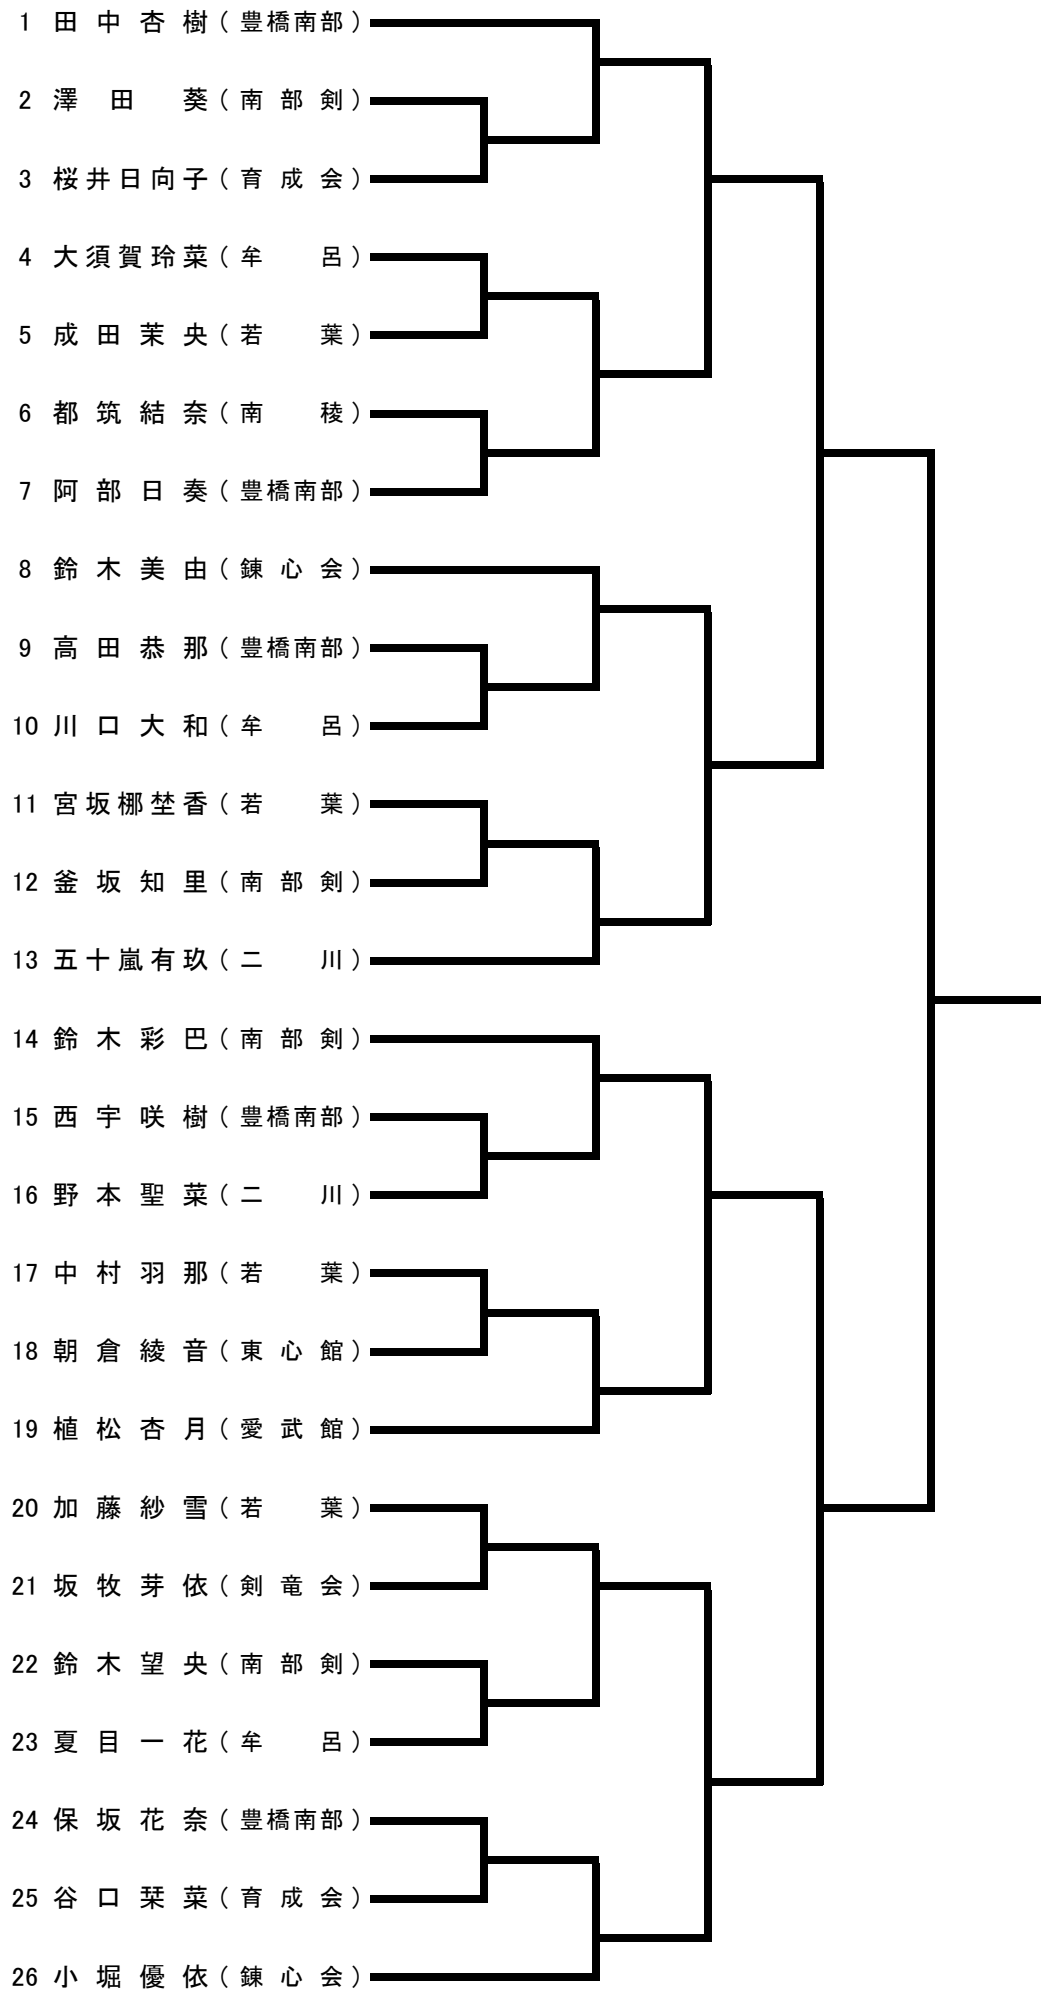 1 田中杏樹(豊橋南部)
2 澤田 葵(南部剣)
3 桜井日向子(育成会)
4 大須賀玲菜(牟呂)
5 成田茉央(若葉)
6 都筑結奈(南稜)
7 阿部日奏(豊橋南部)
8 鈴木美由(錬心会)
9 高田恭那(豊橋南部)
10 川口大和(牟呂)
11 宮坂梛埜香(若葉)
12 釜坂知里(南部剣)
13 五十嵐有玖(二川)
14 鈴木彩巴(南部剣)
15 西宇咲樹(豊橋南部)
16 野本聖菜(二川)
17 中村羽那(若葉)
18 朝倉綾音(東心館)
19 植松杏月(愛武館)
20 加藤紗雪(若葉)
21 坂牧芽依(剣竜会)
22 鈴木望央(南部剣)
23 夏目一花(牟呂)
24 保坂花奈(豊橋南部)
25 谷口栞菜(育成会)
26 小堀優依(錬心会)